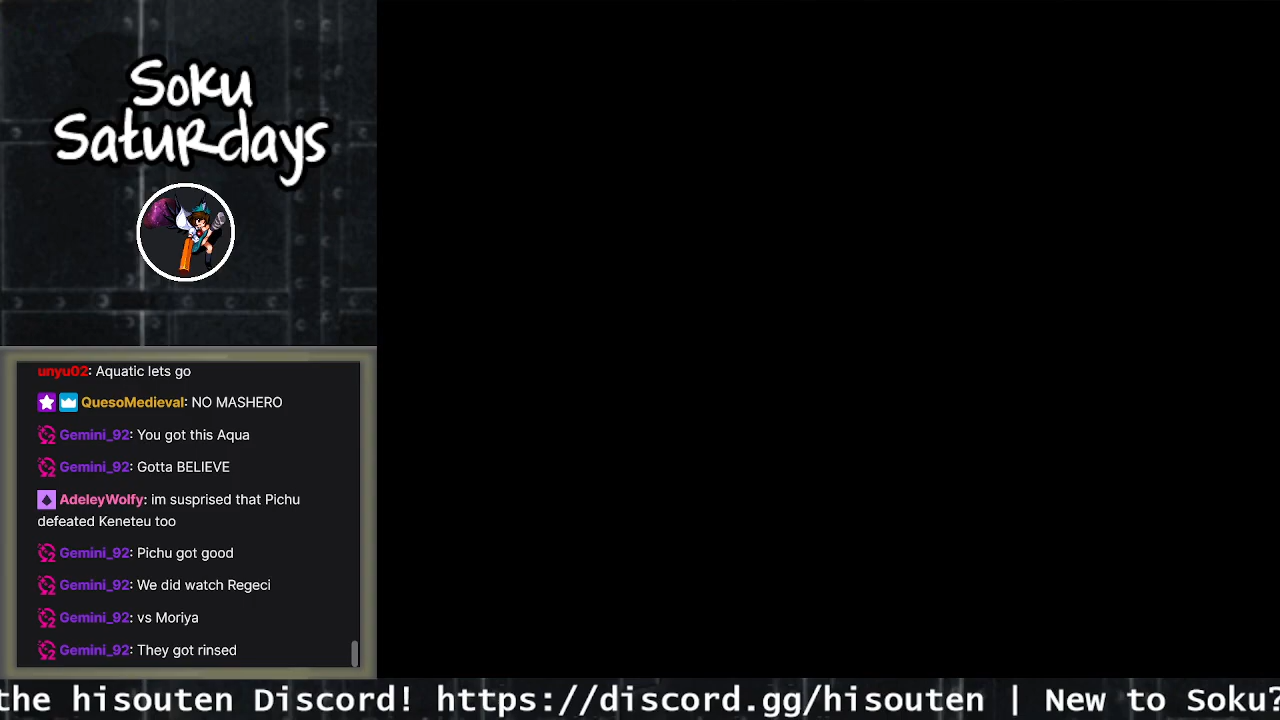 Soku
Saturdays
unyu02: Aquatic lets go
QuesoMedieval: NO MASHERO
Gemini_92: You got this Aqua
Gemini_92: Gotta BELIEVE
AdeleyWolfy: im susprised that Pichu
defeated Keneteu too
Gemini_92: Pichu got good
Gemini_92: We did watch Regeci
Gemini_92: vs Moriya
Gemini_92: They got rinsed
the hisouten Discord! https://discord.gg/hisouten | New to Soku?